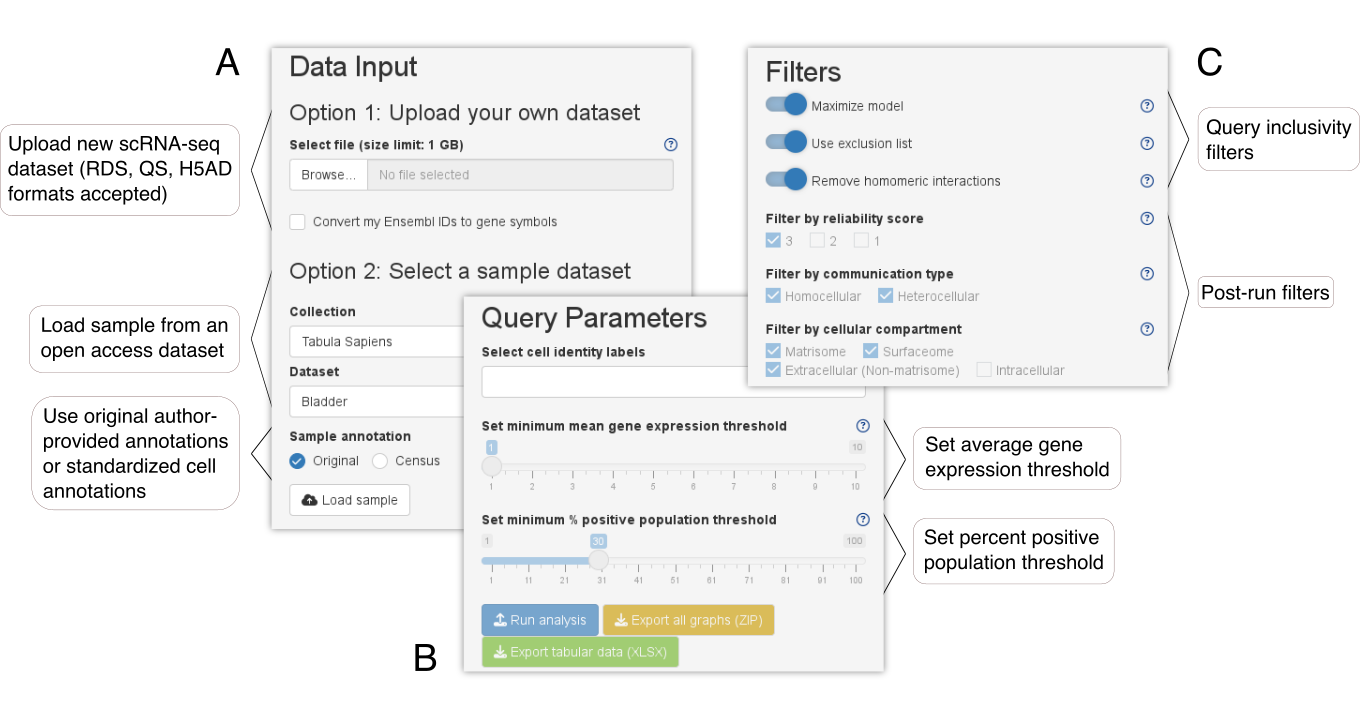 A
Data Input
Option 1: Upload your own dataset
Select file (size limit: 1 GB)
?
Browse...
No file selected
Convert my Ensembl IDs to gene symbols
Option 2: Select a sample dataset
Collection
Tabula Sapiens
Dataset
Bladder
Sample annotation
Original
Census
Load sample
Upload new scRNA-seq
dataset (RDS, QS, H5AD
formats accepted)
Load sample from an
open access dataset
Use original author-
provided annotations
or standardized cell
annotations
B
Query Parameters
Select cell identity labels
Set minimum mean gene expression threshold
?
1
10
1 2 3 4 5 6 7 8 9 10
Set minimum % positive population threshold
?
1
30
100
1 11 21 31 41 51 61 71 81 91 100
Run analysis
Export all graphs (ZIP)
Export tabular data (XLSX)
Set average gene
expression threshold
Set percent positive
population threshold
C
Filters
Maximize model
?
Use exclusion list
?
Remove homomeric interactions
?
Filter by reliability score
?
3 2 1
Filter by communication type
?
Homocellular Heterocellular
Filter by cellular compartment
?
Matrisome Surfaceome
Extracellular (Non-matrisome) Intracellular
Query inclusivity
filters
Post-run filters